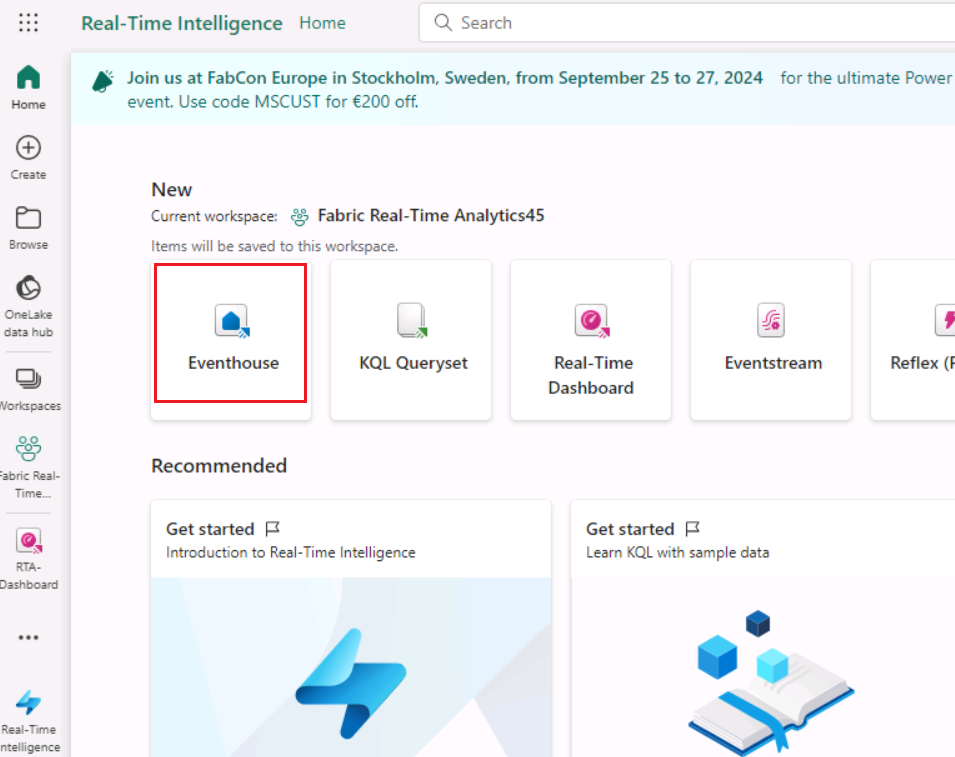 Real-Time Intelligence Home
Search
Home
Create
Browse
OneLake
data hub
Workspaces
Fabric Real-
Time...
RTA-
Dashboard
Real-Time
Intelligence
Join us at FabCon Europe in Stockholm, Sweden, from September 25 to 27, 2024 for the ultimate Power
event. Use code MSCUST for €200 off.
New
Current workspace: Fabric Real-Time Analytics45
Items will be saved to this workspace.
Eventhouse
KQL Queryset
Real-Time
Dashboard
Eventstream
Reflex (P
Recommended
Get started
Introduction to Real-Time Intelligence
Get started
Learn KQL with sample data